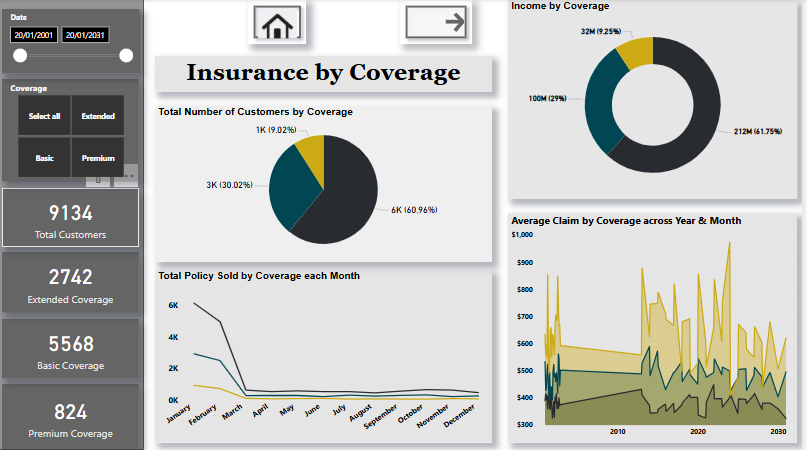 Date
20/01/2001 20/01/2031
Coverage
Select all Extended
Basic Premium
9134
Total Customers
2742
Extended Coverage
5568
Basic Coverage
824
Premium Coverage
Insurance by Coverage
Total Number of Customers by Coverage
1K (9.02%)
3K (30.02%)
6K (60.96%)
Total Policy Sold by Coverage each Month
6K
4K
2K
0K
January
February
March
April
May
June
July
August
September
October
November
December
Income by Coverage
32M (9.25%)
100M (29%)
212M (61.75%)
Average Claim by Coverage across Year & Month
$1,000
$900
$800
$700
$600
$500
$400
$300
2010 2020 2030